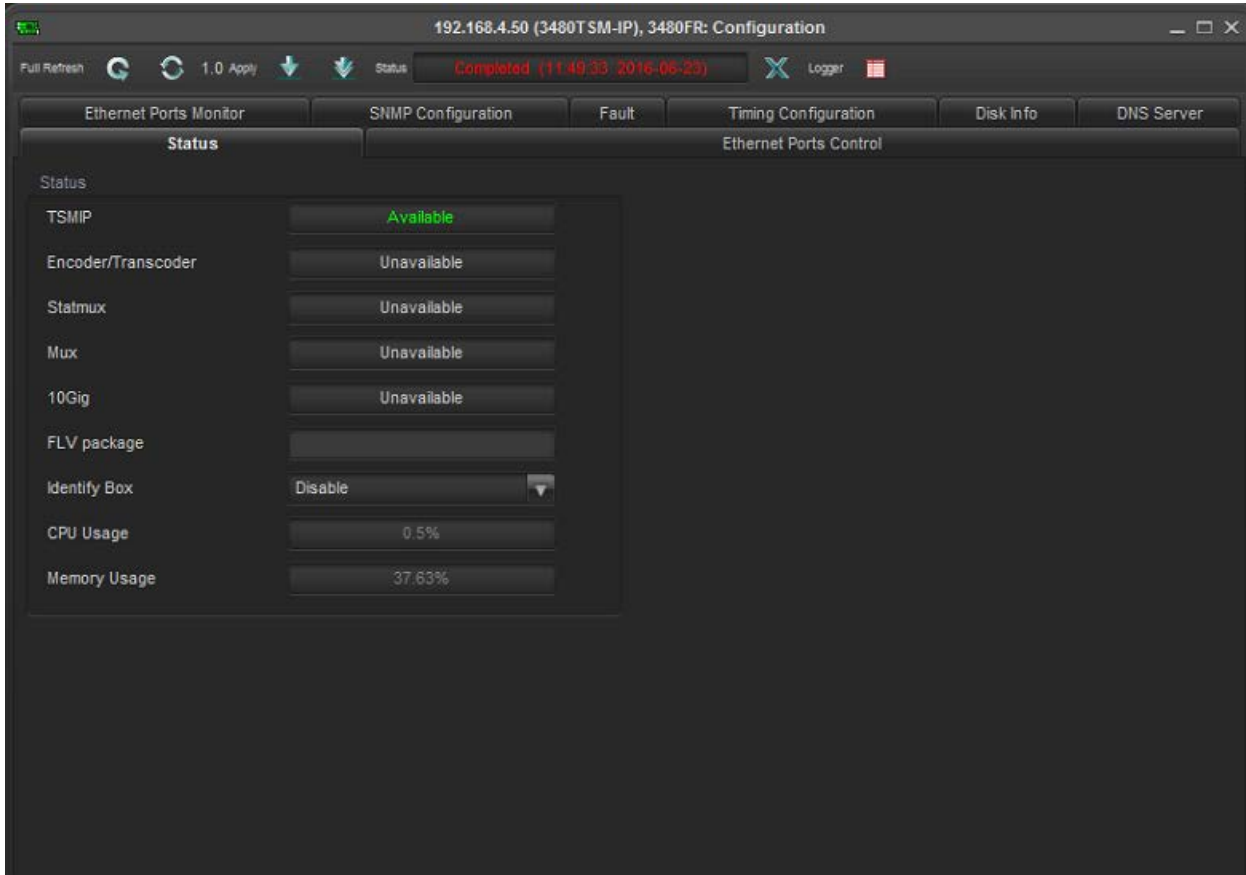 192.168.4.50 (3480TSM-IP), 3480FR: Configuration
Full Refresh 1.0 Apply Status Completed (11:49:33 2016-06-23) Logger
Ethernet Ports Monitor SNMP Configuration Fault Timing Configuration Disk Info DNS Server
Status Ethernet Ports Control
Status
TSMIP Available
Encoder/Transcoder Unavailable
Statmux Unavailable
Mux Unavailable
10Gig Unavailable
FLV package
Identify Box Disable
CPU Usage 0.5%
Memory Usage 37.63%